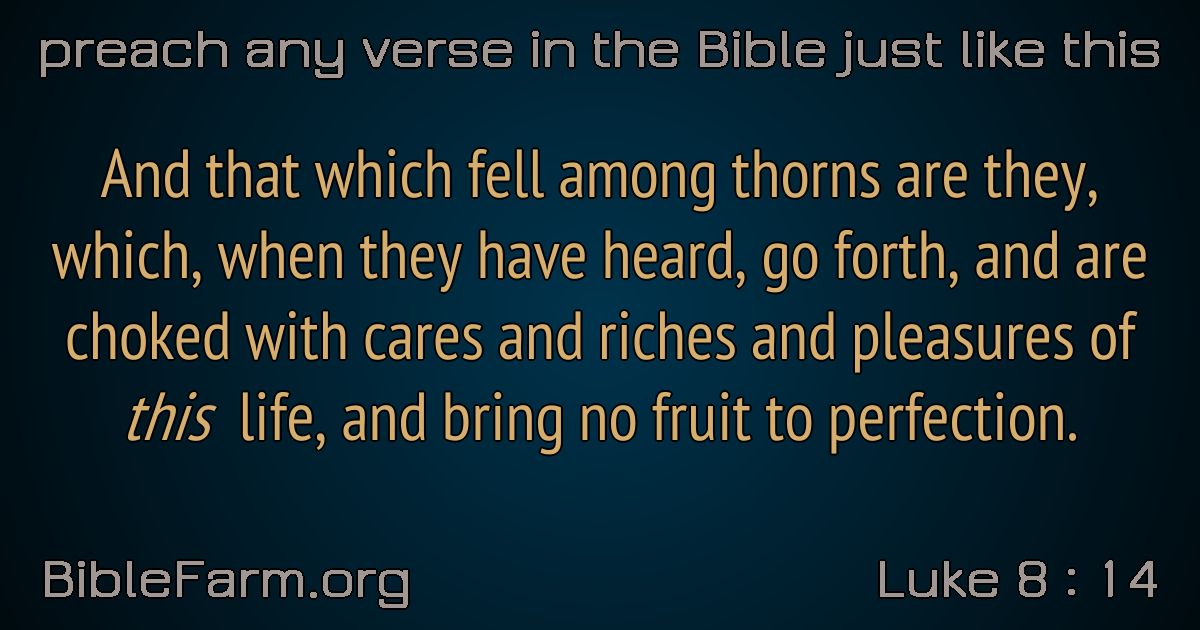 preach any verse in the Bible just like this
And that which fell among thorns are they,
which, when they have heard, go forth, and are
choked with cares and riches and pleasures of
this life, and bring no fruit to perfection.
BibleFarm.org
Luke 8 : 14